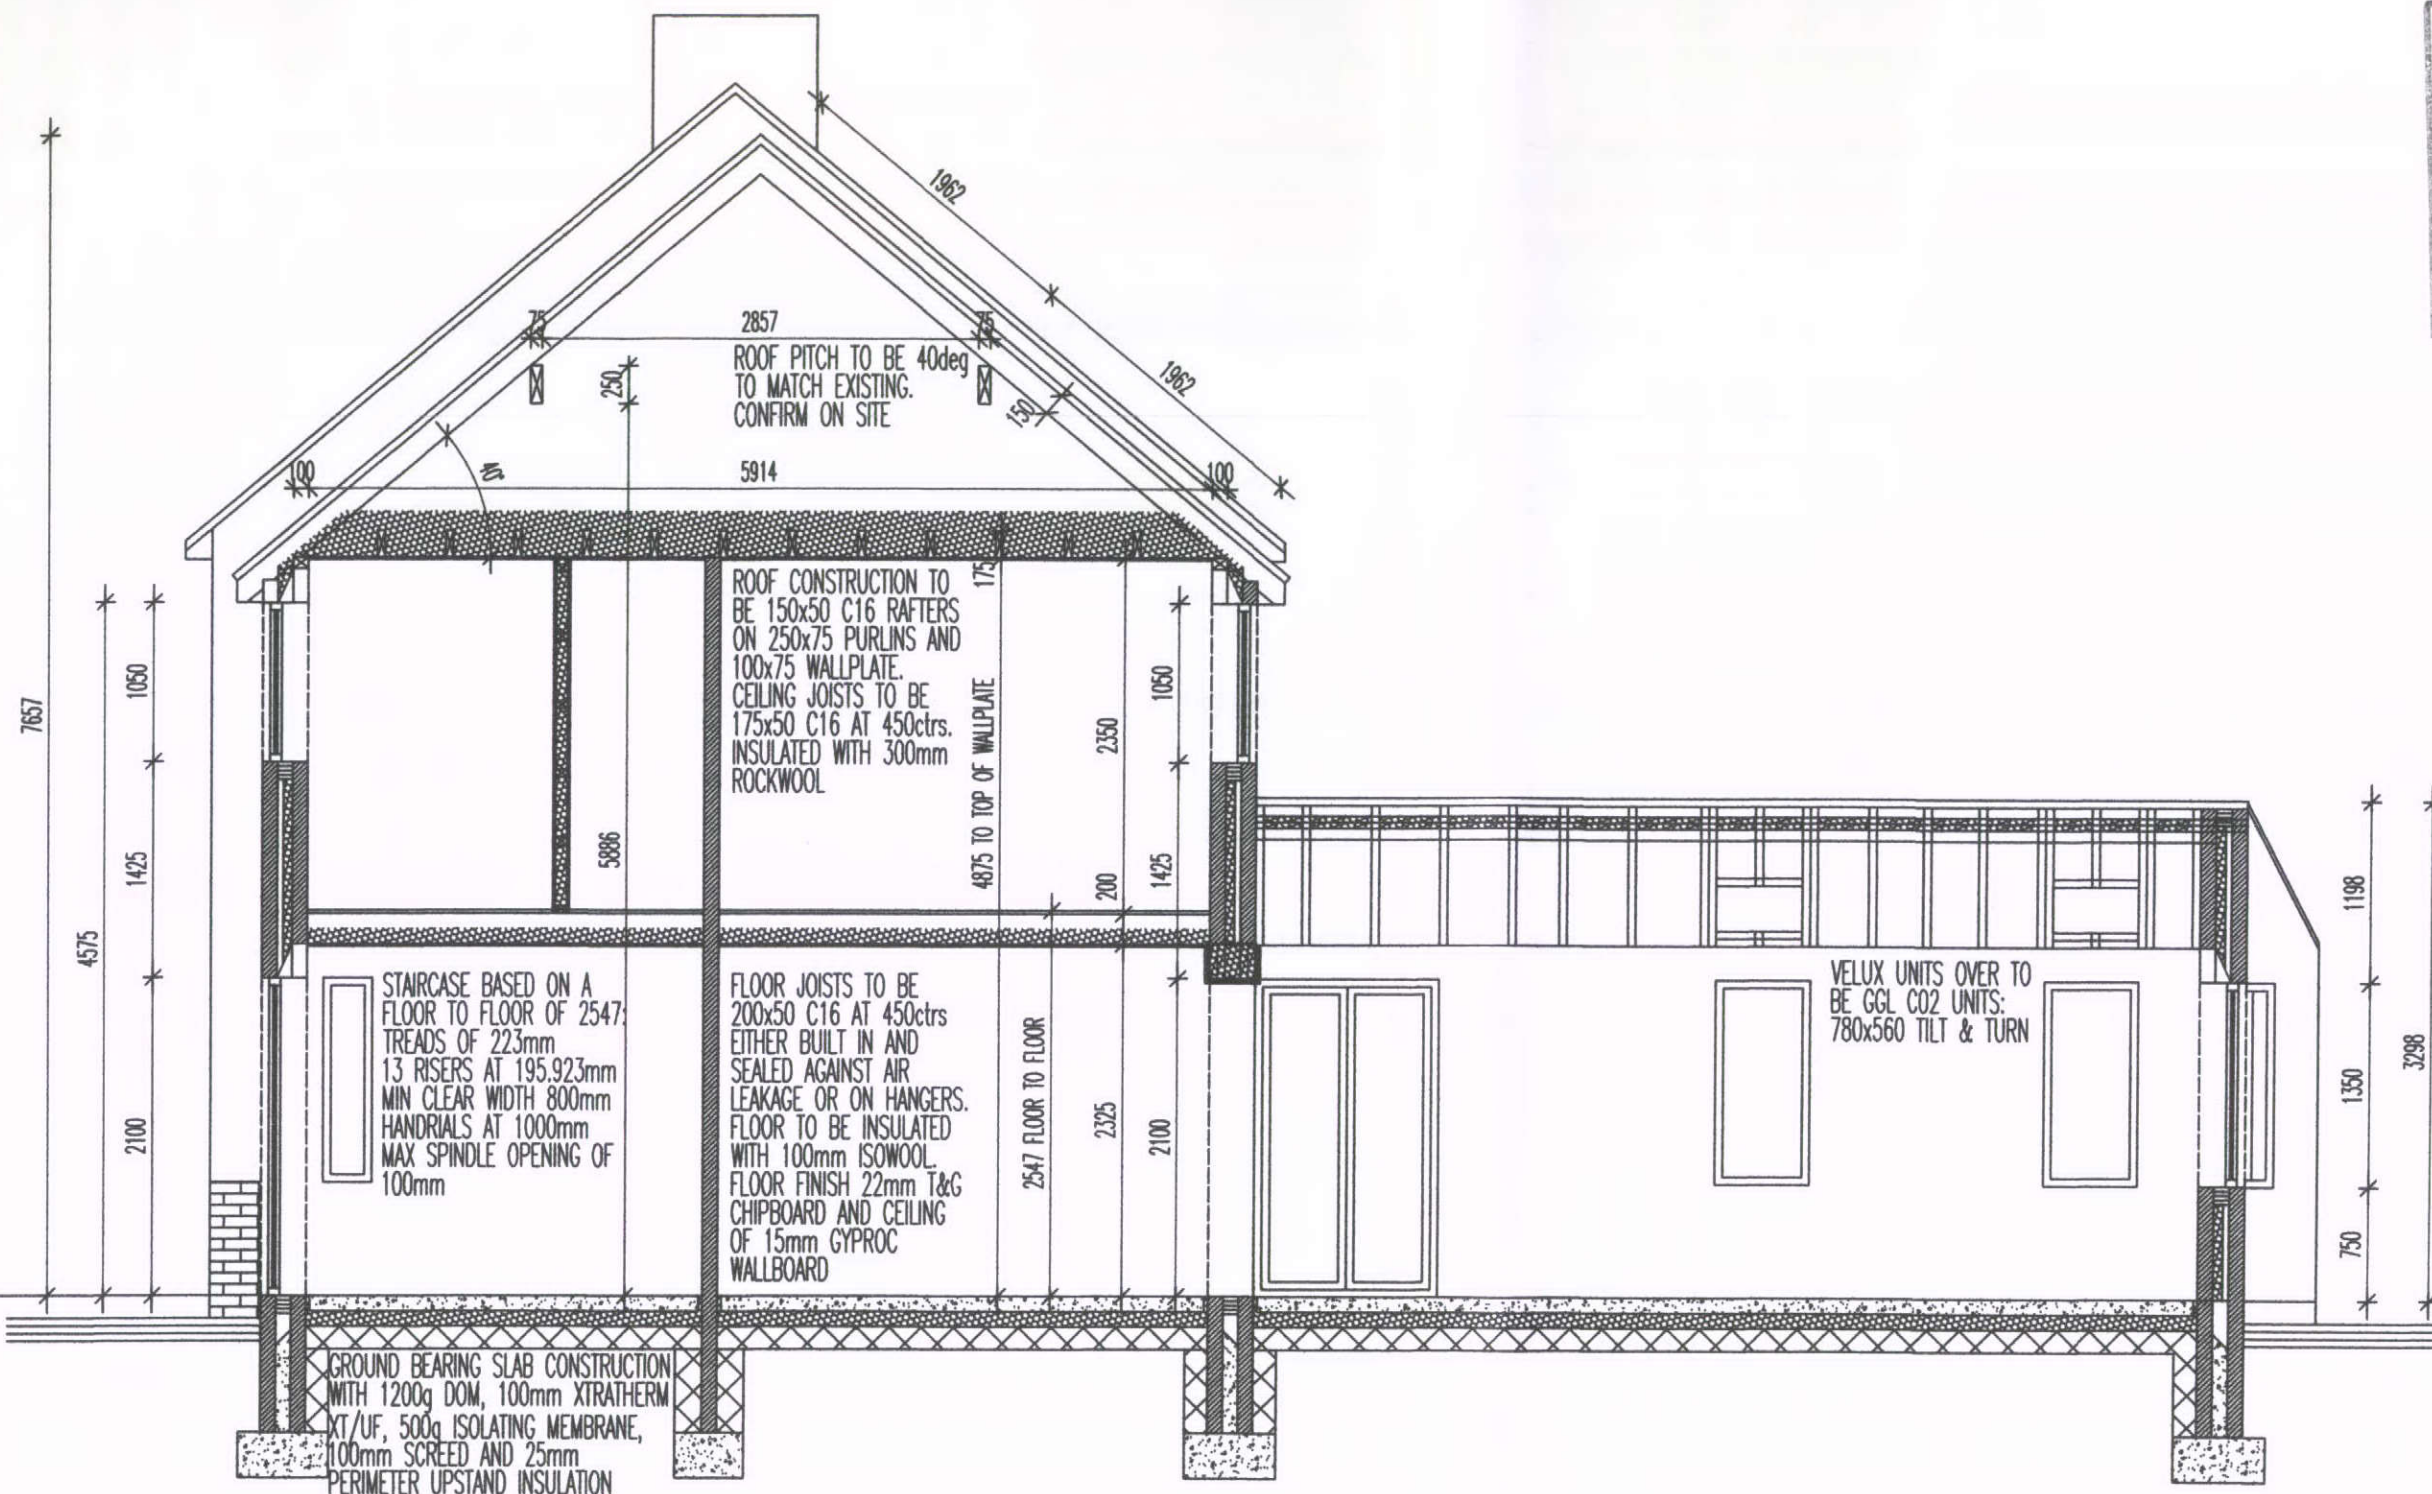 1962
1962
75
2857
75
250
ROOF PITCH TO BE 40deg
TO MATCH EXISTING.
CONFIRM ON SITE
150
100
5914
100
7657
4575
1050
1425
2100
5886
ROOF CONSTRUCTION TO
BE 150x50 C16 RAFTERS
ON 250x75 PURLINS AND
100x75 WALLPLATE.
CEILING JOISTS TO BE
175x50 C16 AT 450ctrs.
INSULATED WITH 300mm
ROCKWOOL
175
4875 TO TOP OF WALLPLATE
2350
200
1050
1425
STAIRCASE BASED ON A
FLOOR TO FLOOR OF 2547:
TREADS OF 223mm
13 RISERS AT 195.923mm
MIN CLEAR WIDTH 800mm
HANDRIALS AT 1000mm
MAX SPINDLE OPENING OF
100mm
FLOOR JOISTS TO BE
200x50 C16 AT 450ctrs
EITHER BUILT IN AND
SEALED AGAINST AIR
LEAKAGE OR ON HANGERS.
FLOOR TO BE INSULATED
WITH 100mm ISOWOOL.
FLOOR FINISH 22mm T&G
CHIPBOARD AND CEILING
OF 15mm GYPROC
WALLBOARD
2547 FLOOR TO FLOOR
2325
2100
VELUX UNITS OVER TO
BE GGL CO2 UNITS:
780x560 TILT & TURN
1198
1350
750
3298
GROUND BEARING SLAB CONSTRUCTION
WITH 1200g DOM, 100mm XTRATHERM
XT/UF, 500g ISOLATING MEMBRANE,
100mm SCREED AND 25mm
PERIMETER UPSTAND INSULATION